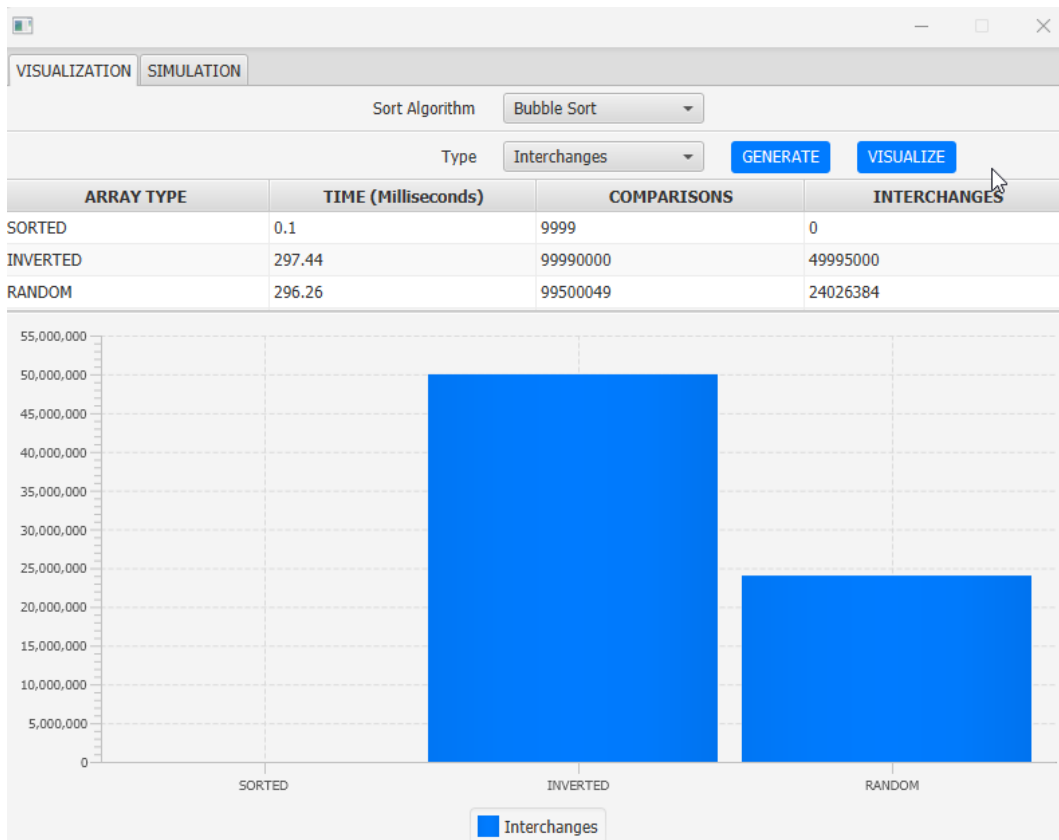 VISUALIZATION SIMULATION
Sort Algorithm Bubble Sort
Type Interchanges GENERATE VISUALIZE
ARRAY TYPE TIME (Milliseconds) COMPARISONS INTERCHANGES
SORTED 0.1 9999 0
INVERTED 297.44 99990000 49995000
RANDOM 296.26 99500049 24026384
55,000,000
50,000,000
45,000,000
40,000,000
35,000,000
30,000,000
25,000,000
20,000,000
15,000,000
10,000,000
5,000,000
0
SORTED INVERTED RANDOM
Interchanges